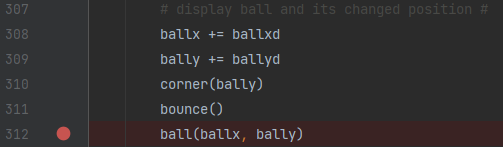 307 # display ball and its changed position #
308 ballx += ballxd
309 bally += ballyd
310 corner(bally)
311 bounce()
312 ball(ballx, bally)